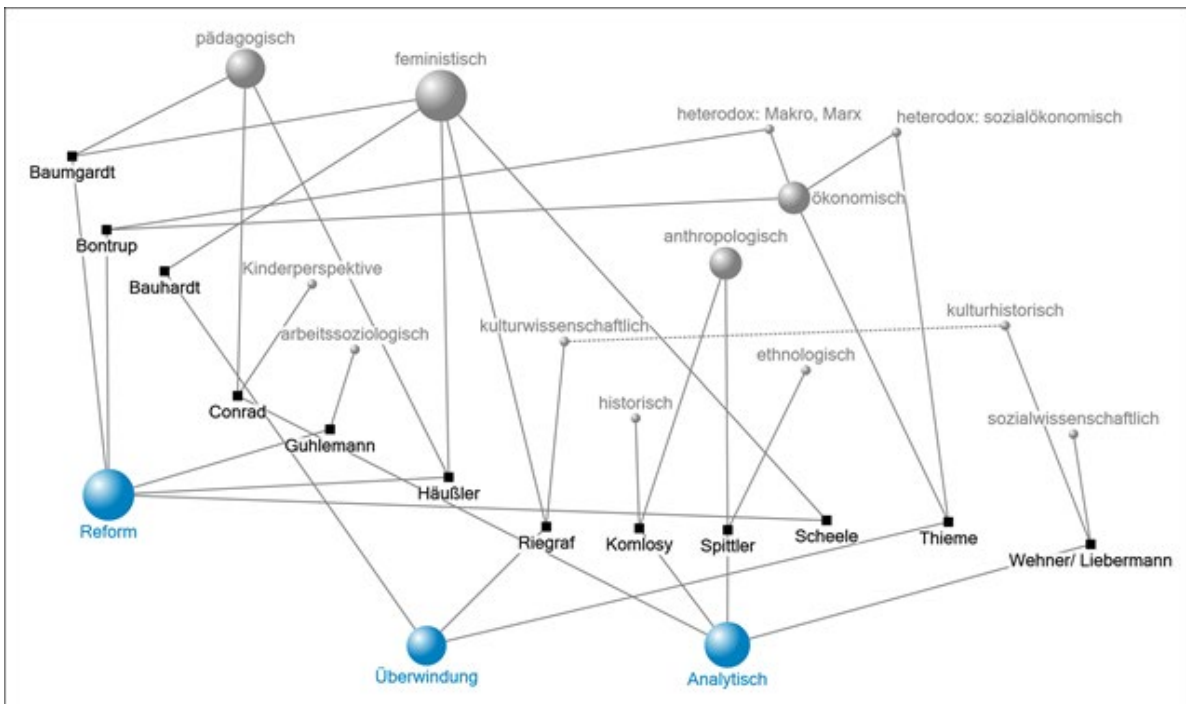 pädagogisch
feministisch
heterodox: Makro, Marx
heterodox: sozialökonomisch
Baumgardt
ökonomisch
Bontrup
anthropologisch
Bauhardt
Kinderperspektive
arbeitssoziologisch
kulturwissenschaftlich
kulturhistorisch
ethnologisch
historisch
Conrad
sozialwissenschaftlich
Guhlemann
Häußler
Reform
Riegraf
Komlosy
Spittler
Scheele
Thieme
Wehner/ Liebermann
Überwindung
Analytisch